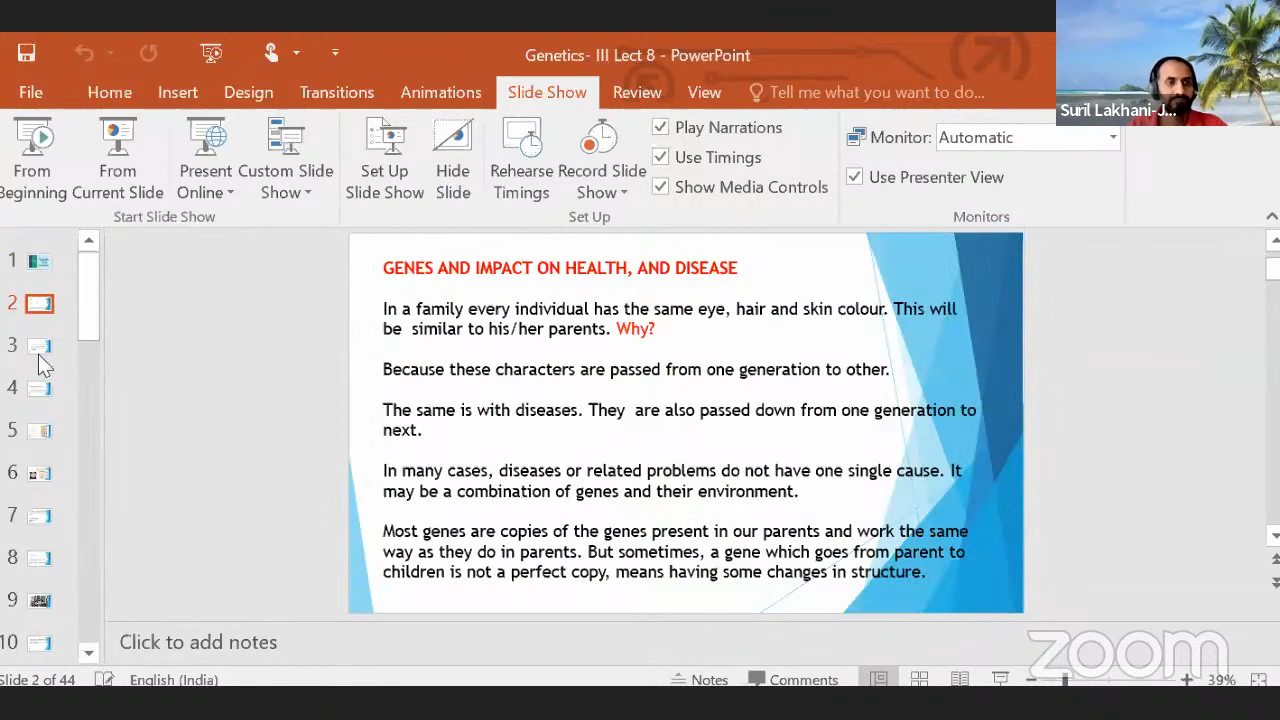 Genetics- III Lect 8 - PowerPoint
File Home Insert Design Transitions Animations Slide Show Review View Tell me what you want to do...
Suril Lakhani-J...
From Beginning
From Current Slide
Present Online
Custom Slide Show
Set Up Slide Show
Hide Slide
Rehearse Timings
Record Slide Show
Play Narrations
Use Timings
Show Media Controls
Monitor: Automatic
Use Presenter View
Start Slide Show
Set Up
Monitors
1
2
3
4
5
6
7
8
9
10
GENES AND IMPACT ON HEALTH, AND DISEASE
In a family every individual has the same eye, hair and skin colour. This will
be similar to his/her parents. Why?
Because these characters are passed from one generation to other.
The same is with diseases. They are also passed down from one generation to
next.
In many cases, diseases or related problems do not have one single cause. It
may be a combination of genes and their environment.
Most genes are copies of the genes present in our parents and work the same
way as they do in parents. But sometimes, a gene which goes from parent to
children is not a perfect copy, means having some changes in structure.
Click to add notes
zoom
Slide 2 of 44 English (India) Notes Comments 39%